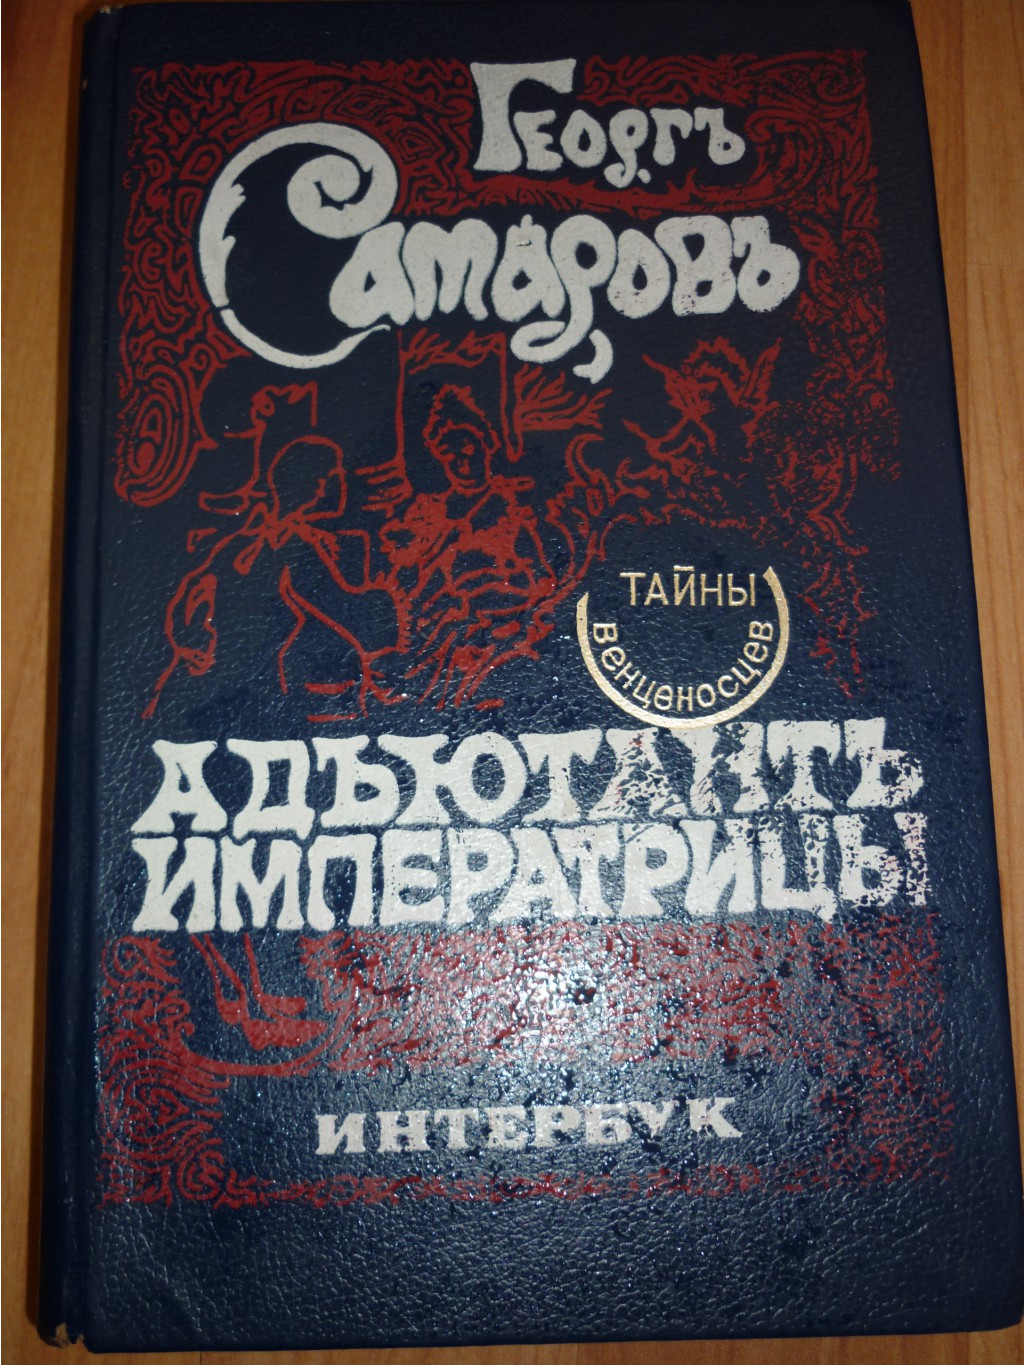 Георгъ
Самаровъ
ТАЙНЫ
ВЕНЦЕНОСЦЕВ
АДЪЮТАНТЪ
ИМПЕРАТРИЦЫ
ИНТЕРБУК